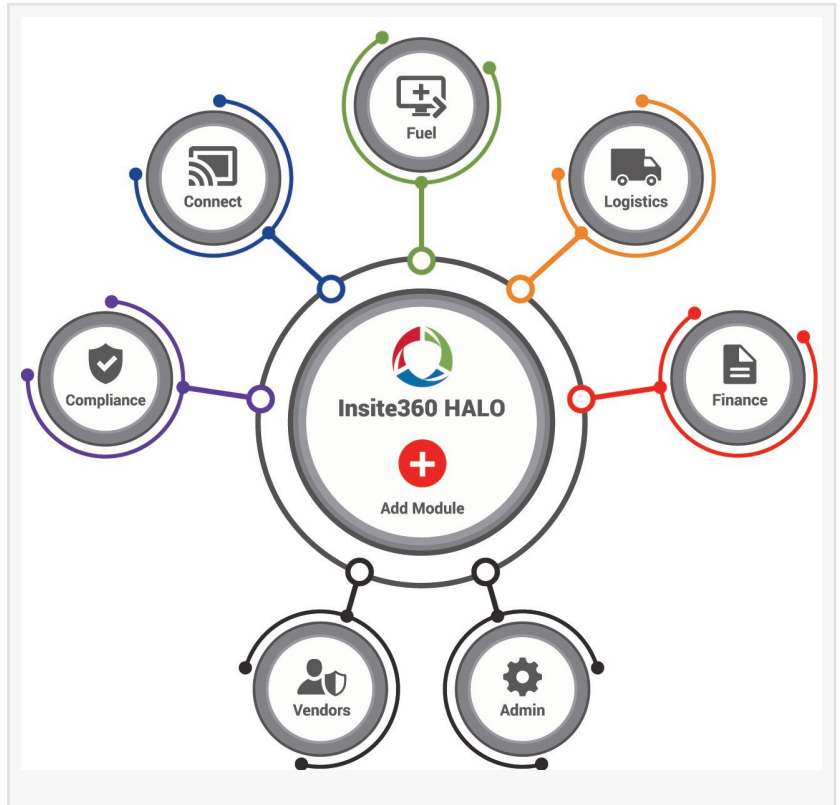 Fuel
Connect
Logistics
Compliance
Insite360 HALO
Add Module
Finance
Vendors
Admin